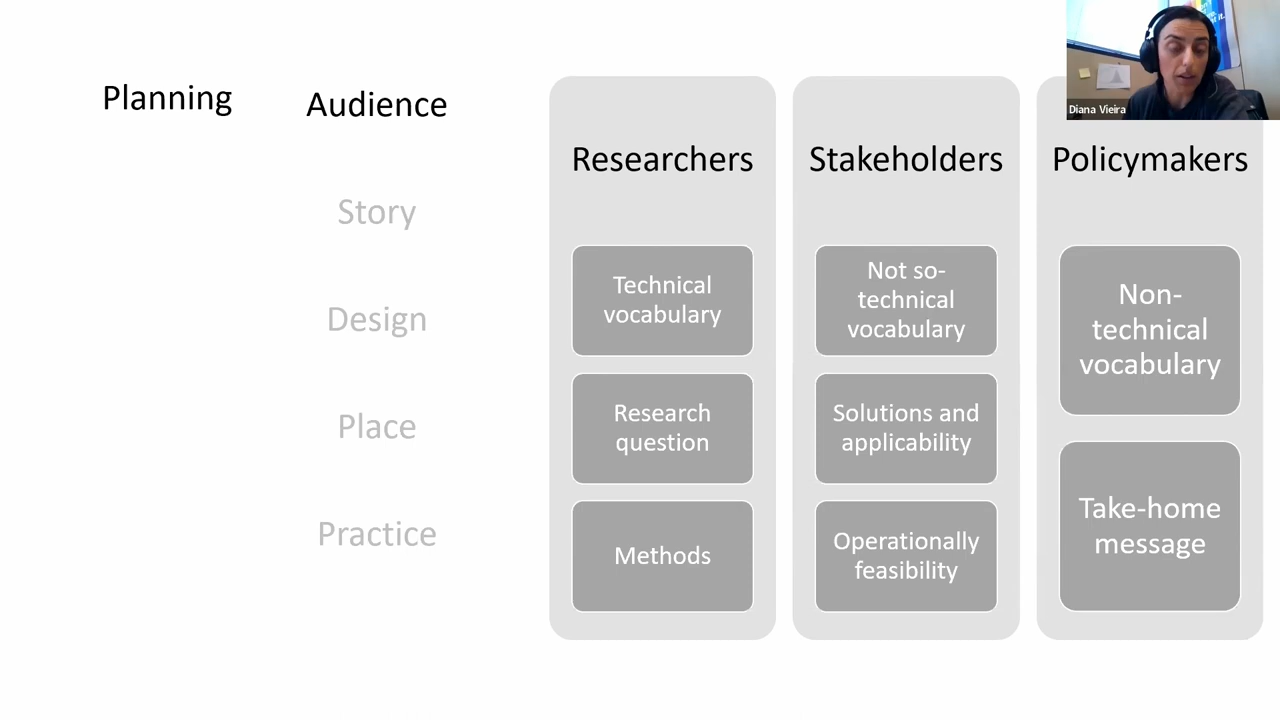 Planning
Audience
Story
Design
Place
Practice
Researchers
Technical
vocabulary
Research
question
Methods
Stakeholders
Not so-
technical
vocabulary
Solutions and
applicability
Operationally
feasibility
Policymakers
Non-
technical
vocabulary
Take-home
message
Diana Vieira